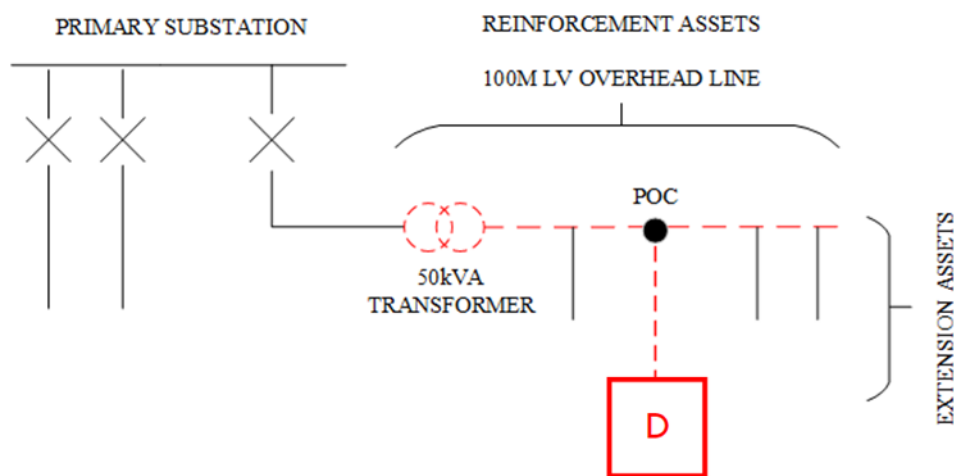 PRIMARY SUBSTATION
REINFORCEMENT ASSETS
100M LV OVERHEAD LINE
POC
50kVA
TRANSFORMER
EXTENSION ASSETS
D